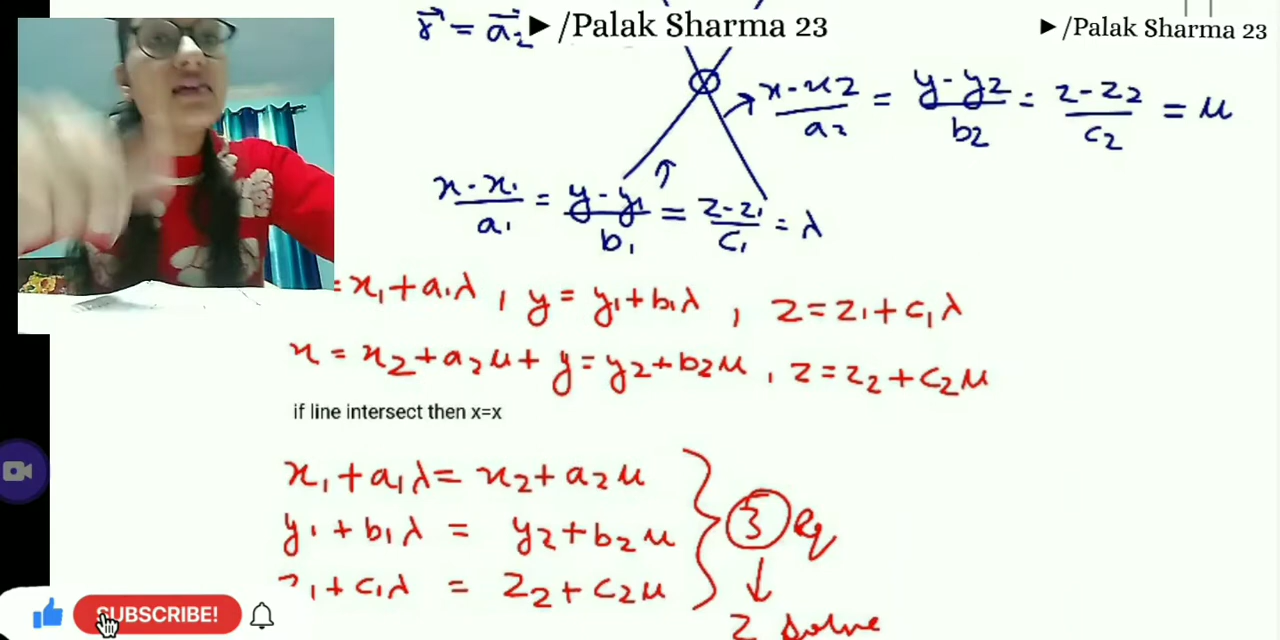 r⃗ = a⃗₂
▶/Palak Sharma 23
▶/Palak Sharma 23
(x-x2)/a2 = (y-y2)/b2 = (z-z2)/c2 = μ
(x-x₁)/a₁ = (y-y₁)/b₁ = (z-z₁)/c₁ = λ
= x₁+a₁λ, y = y₁+b₁λ, z=z₁+c₁λ
x = x2+a2μ+ y=y2+b2μ, z=z2+c2μ
if line intersect then x=x
x₁+a₁λ= x2+a2μ
y₁+b₁λ = y2+b2μ
z₁+c₁λ = z2+c2μ
3 eq
↓
2 solve
SUBSCRIBE!